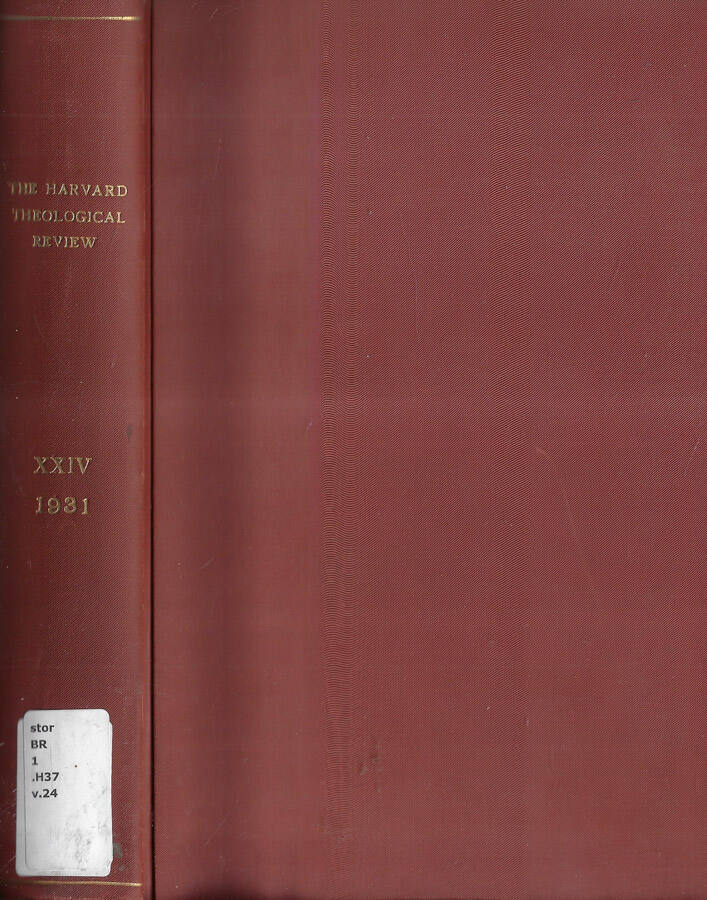 THE HARVARD
THEOLOGICAL
REVIEW
XXIV
1931
stor
BR
1
.H37
v.24